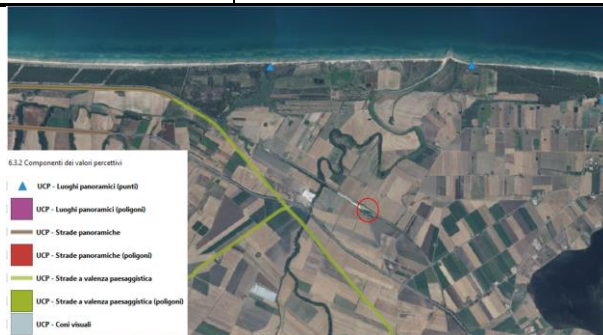 6.3.2 Componenti dei valori percettivi
UCP - Luoghi panoramici (punti)
UCP - Luoghi panoramici (poligoni)
UCP - Strade panoramiche
UCP - Strade panoramiche (poligoni)
UCP - Strade a valenza paesaggistica
UCP - Strade a valenza paesaggistica (poligoni)
UCP - Coni visuali